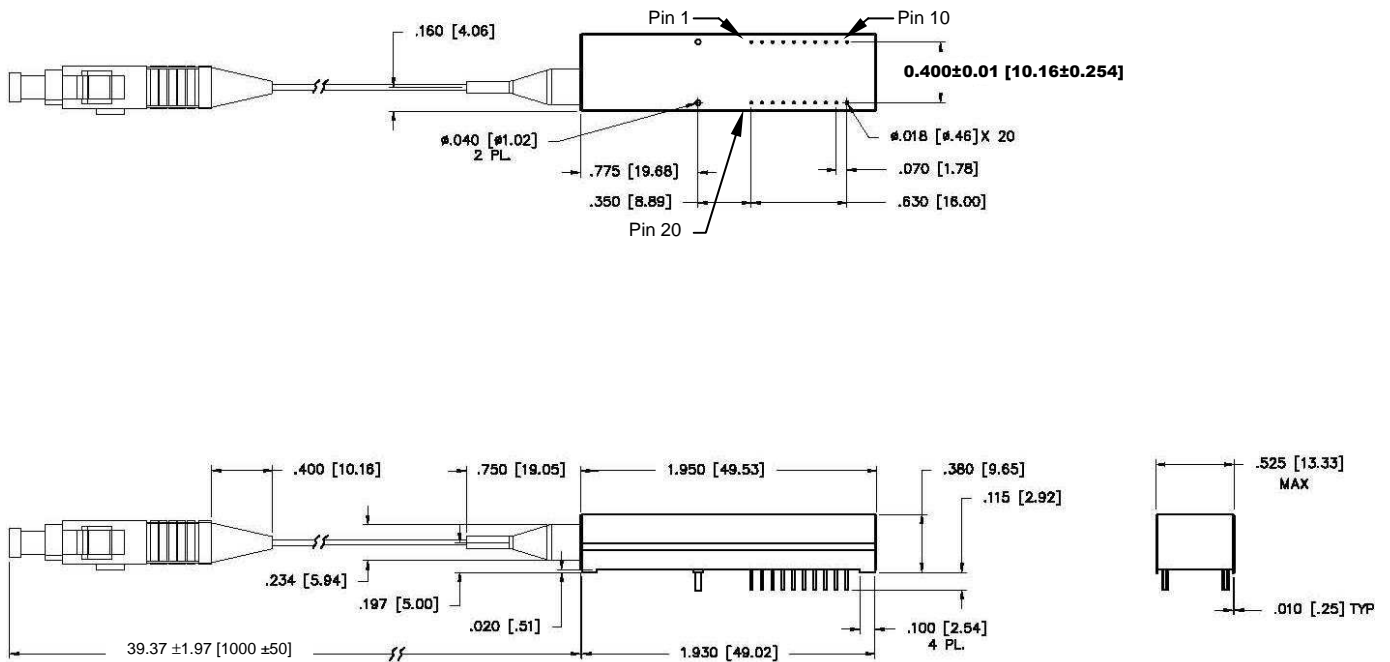 Pin 1
Pin 10
.160 [4.06]
0.400±0.01 [10.16±0.254]
ø.040 [ø1.02]
2 PL.
ø.018 [ø.46] X 20
.775 [19.68]
.070 [1.78]
.350 [8.89]
.630 [16.00]
Pin 20
.400 [10.16]
.750 [19.05]
1.950 [49.53]
.380 [9.65]
.115 [2.92]
.525 [13.33]
MAX
.234 [5.94]
.197 [5.00]
.020 [.51]
.100 [2.54]
4 PL.
.010 [.25] TYP
39.37 ±1.97 [1000 ±50]
1.930 [49.02]